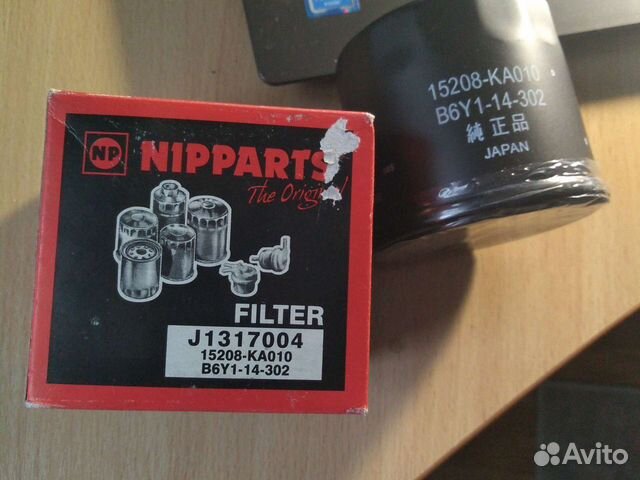 15208-KA010
B6Y1-14-302
純正品
JAPAN
NP
NIPPARTS
The Original
FILTER
J1317004
15208-KA010
B6Y1-14-302
Avito